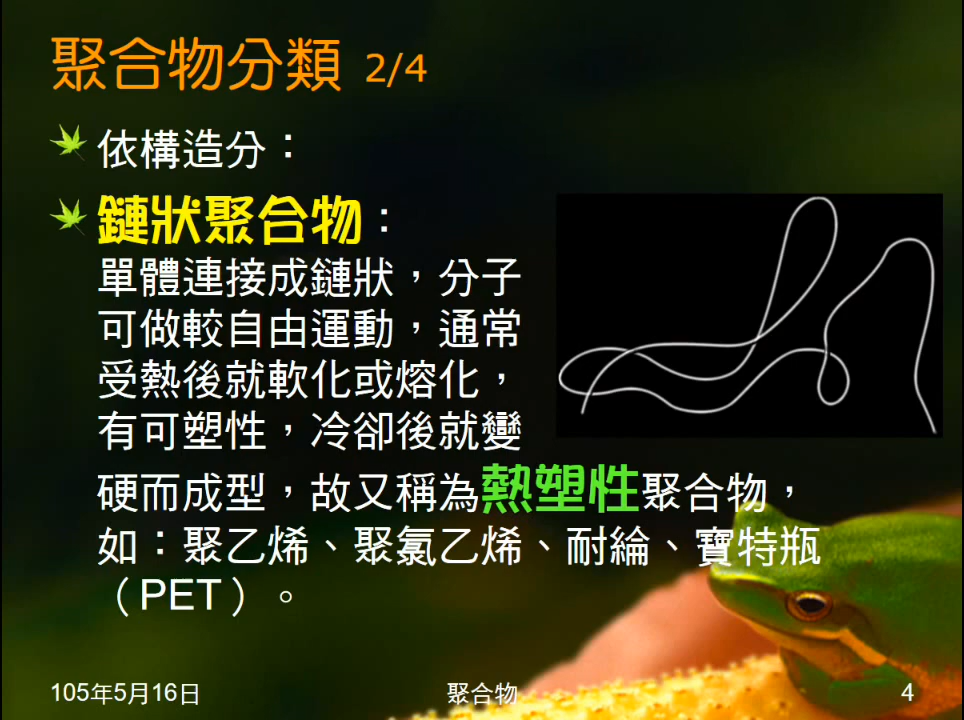 聚合物分類 2/4
依構造分：
鏈狀聚合物：
單體連接成鏈狀，分子
可做較自由運動，通常
受熱後就軟化或熔化，
有可塑性，冷卻後就變
硬而成型，故又稱為熱塑性聚合物，
如：聚乙烯、聚氯乙烯、耐綸、寶特瓶
（PET）。
105年5月16日
聚合物
4